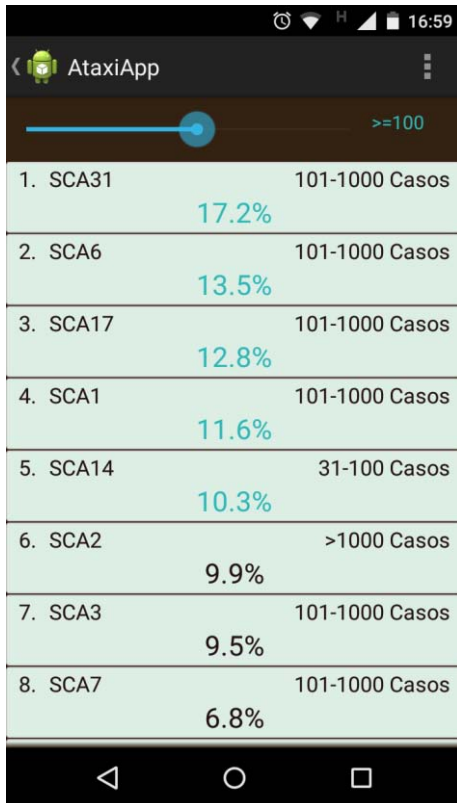 H 16:59
AtaxiApp
>=100
1. SCA31 101-1000 Casos
17.2%
2. SCA6 101-1000 Casos
13.5%
3. SCA17 101-1000 Casos
12.8%
4. SCA1 101-1000 Casos
11.6%
5. SCA14 31-100 Casos
10.3%
6. SCA2 >1000 Casos
9.9%
7. SCA3 101-1000 Casos
9.5%
8. SCA7 101-1000 Casos
6.8%